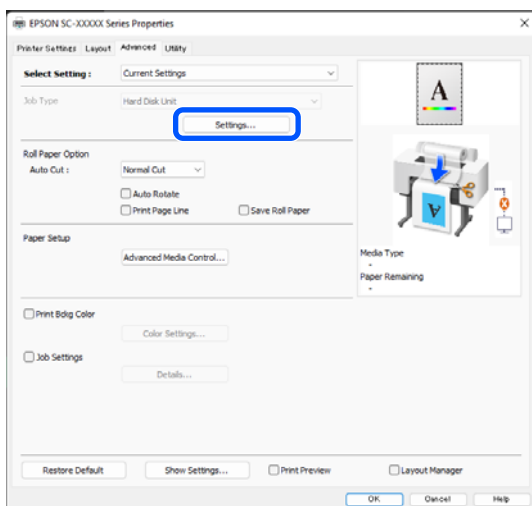 EPSON SC-XXXXX Series Properties
Printer Settings Layout Advanced Utility
Select Setting : Current Settings
Job Type Hard Disk Unit
Settings...
Roll Paper Option
Auto Cut : Normal Cut
Auto Rotate
Print Page Line Save Roll Paper
Paper Setup
Advanced Media Control...
A
Media Type
-
Paper Remaining
-
Print Bckg Color
Color Settings...
Job Settings
Details...
Restore Default Show Settings... Print Preview Layout Manager
OK Cancel Help